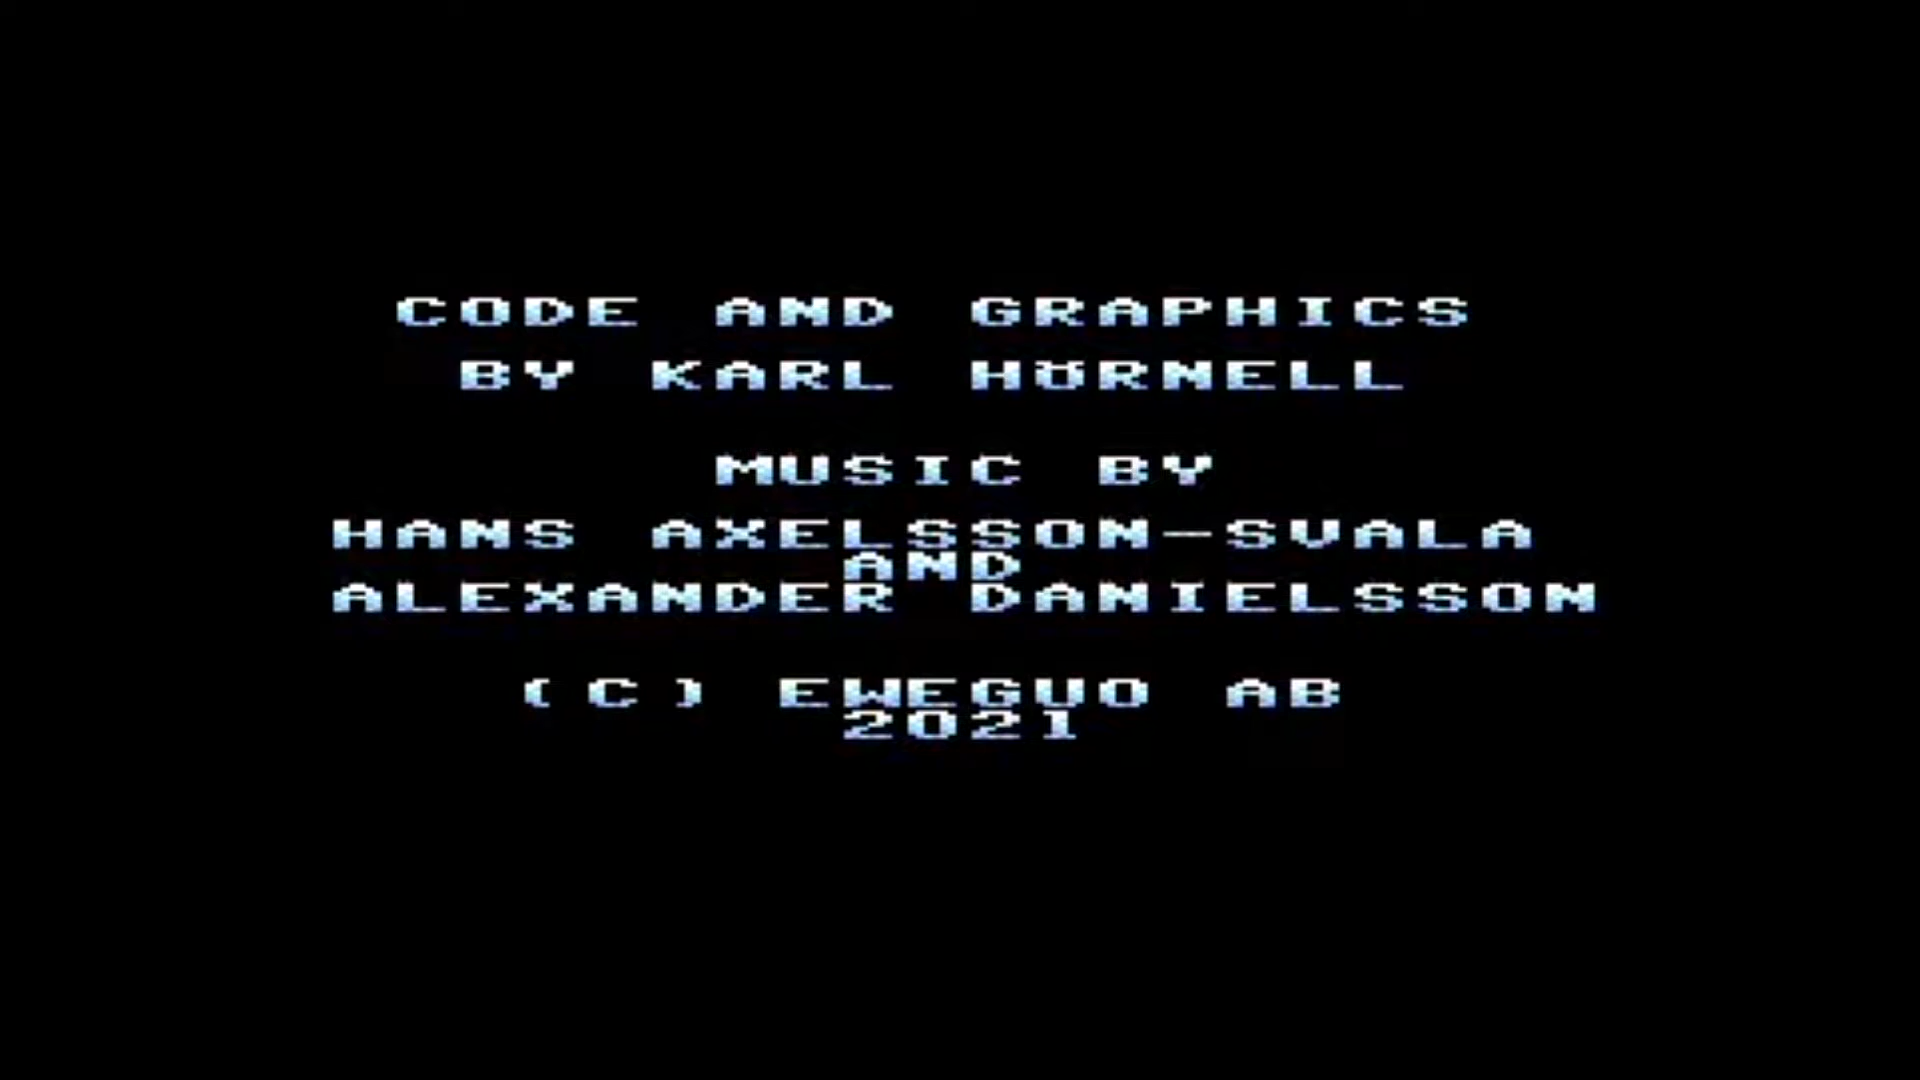 CODE AND GRAPHICS
BY KARL HÖRNELL
MUSIC BY
HANS AXELSSON-SVALA
AND
ALEXANDER DANIELSSON
(C) EWEGUO AB
2021